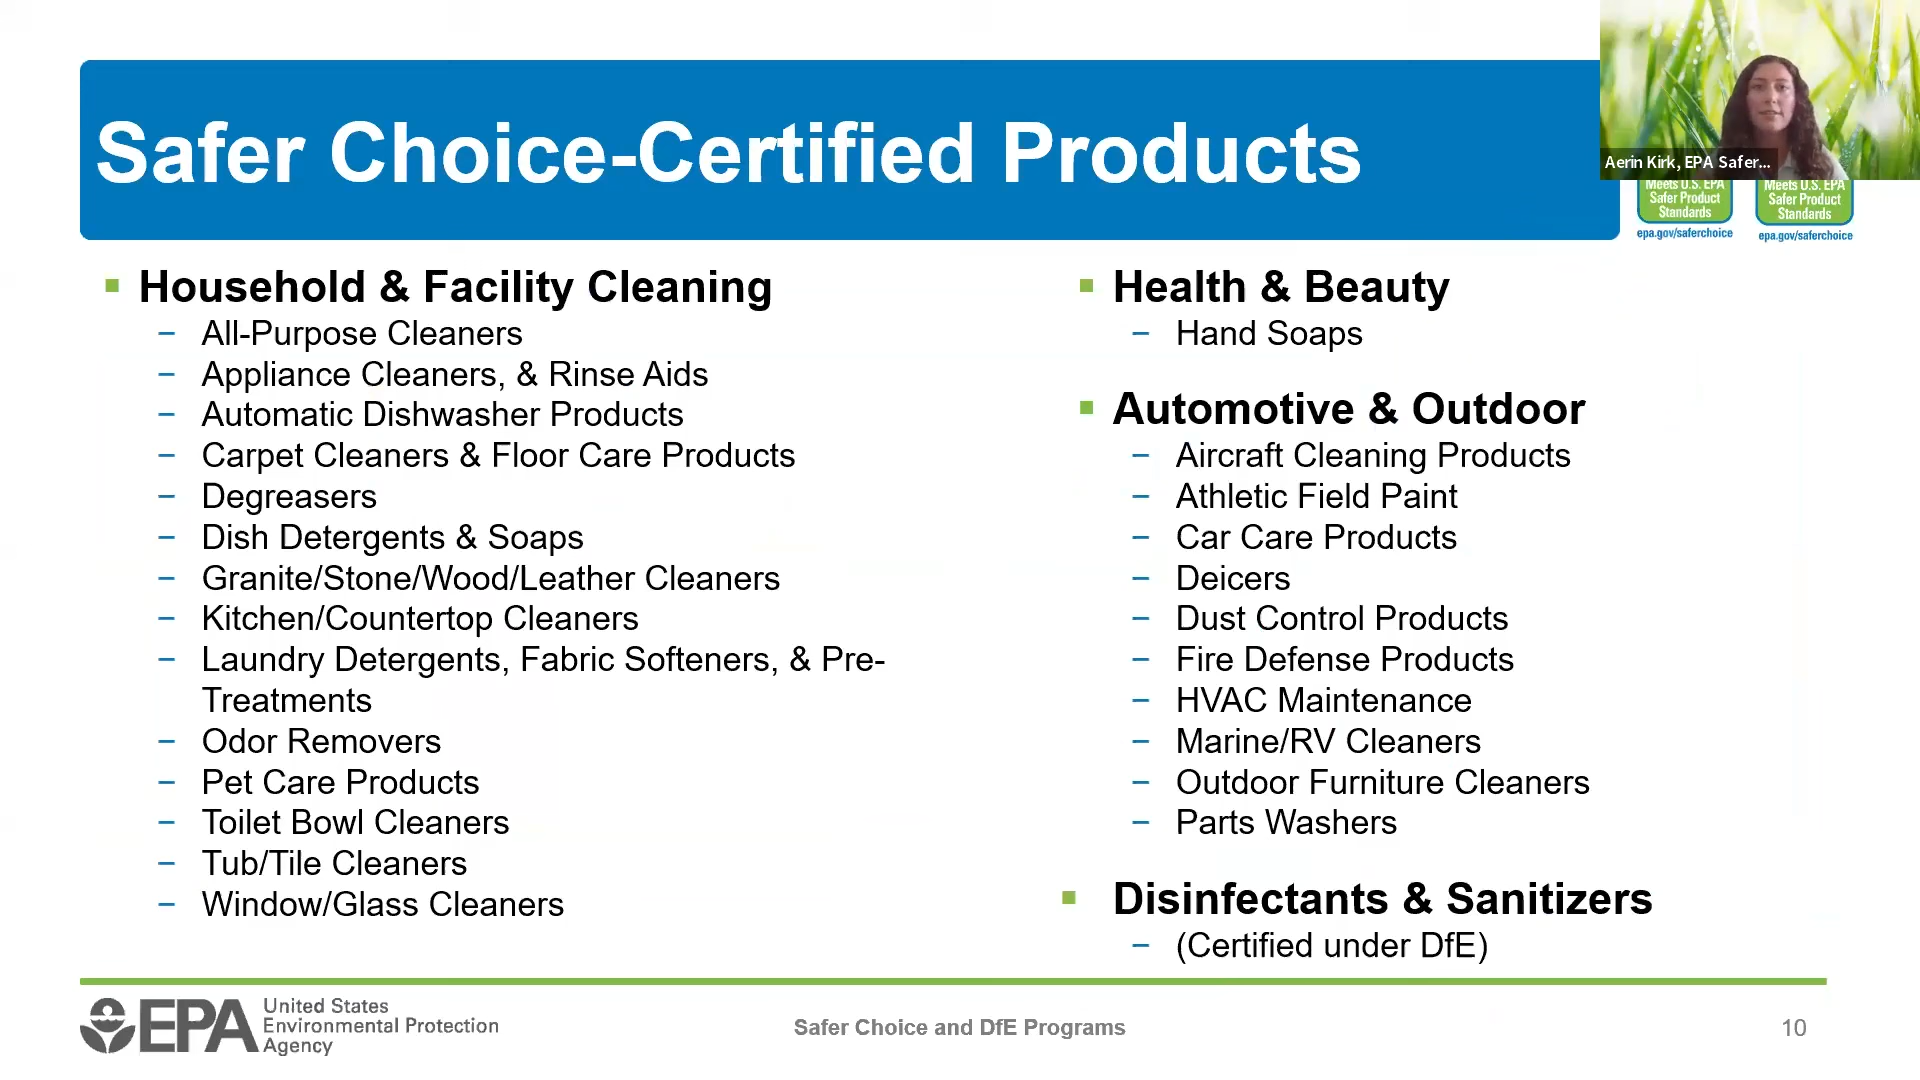 Safer Choice-Certified Products
Aerin Kirk, EPA Safer...
Meets U.S. EPA
Safer Product
Standards
epa.gov/saferchoice
Meets U.S. EPA
Safer Product
Standards
epa.gov/saferchoice
▪ Household & Facility Cleaning
– All-Purpose Cleaners
– Appliance Cleaners, & Rinse Aids
– Automatic Dishwasher Products
– Carpet Cleaners & Floor Care Products
– Degreasers
– Dish Detergents & Soaps
– Granite/Stone/Wood/Leather Cleaners
– Kitchen/Countertop Cleaners
– Laundry Detergents, Fabric Softeners, & Pre-
Treatments
– Odor Removers
– Pet Care Products
– Toilet Bowl Cleaners
– Tub/Tile Cleaners
– Window/Glass Cleaners
▪ Health & Beauty
– Hand Soaps
▪ Automotive & Outdoor
– Aircraft Cleaning Products
– Athletic Field Paint
– Car Care Products
– Deicers
– Dust Control Products
– Fire Defense Products
– HVAC Maintenance
– Marine/RV Cleaners
– Outdoor Furniture Cleaners
– Parts Washers
▪ Disinfectants & Sanitizers
– (Certified under DfE)
EPA
United States
Environmental Protection
Agency
Safer Choice and DfE Programs
10